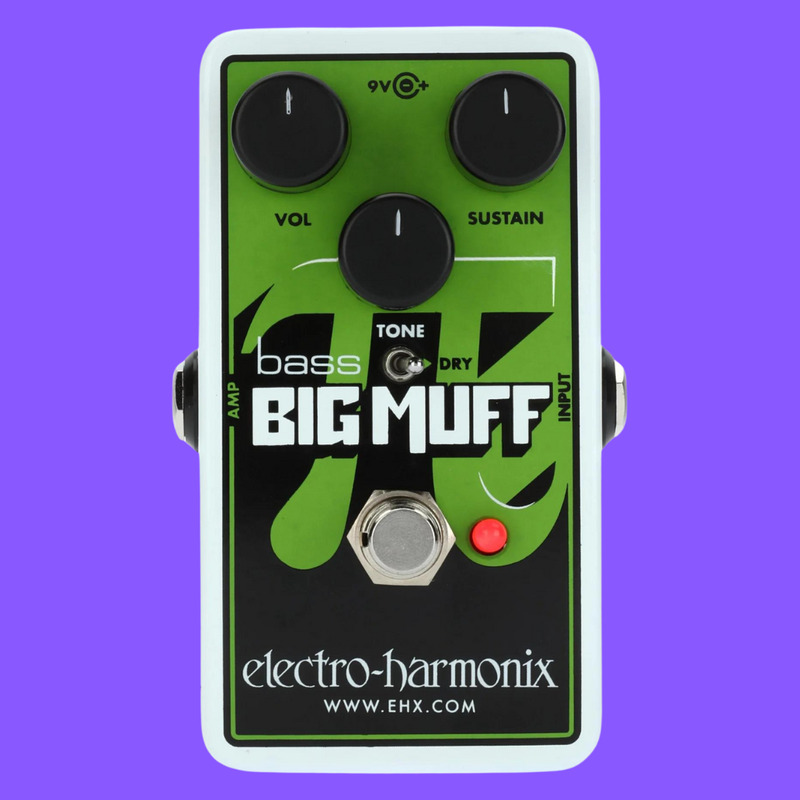 9V +
VOL
SUSTAIN
TONE
bass
DRY
AMP
INPUT
BIG MUFF
π
electro-harmonix
WWW.EHX.COM